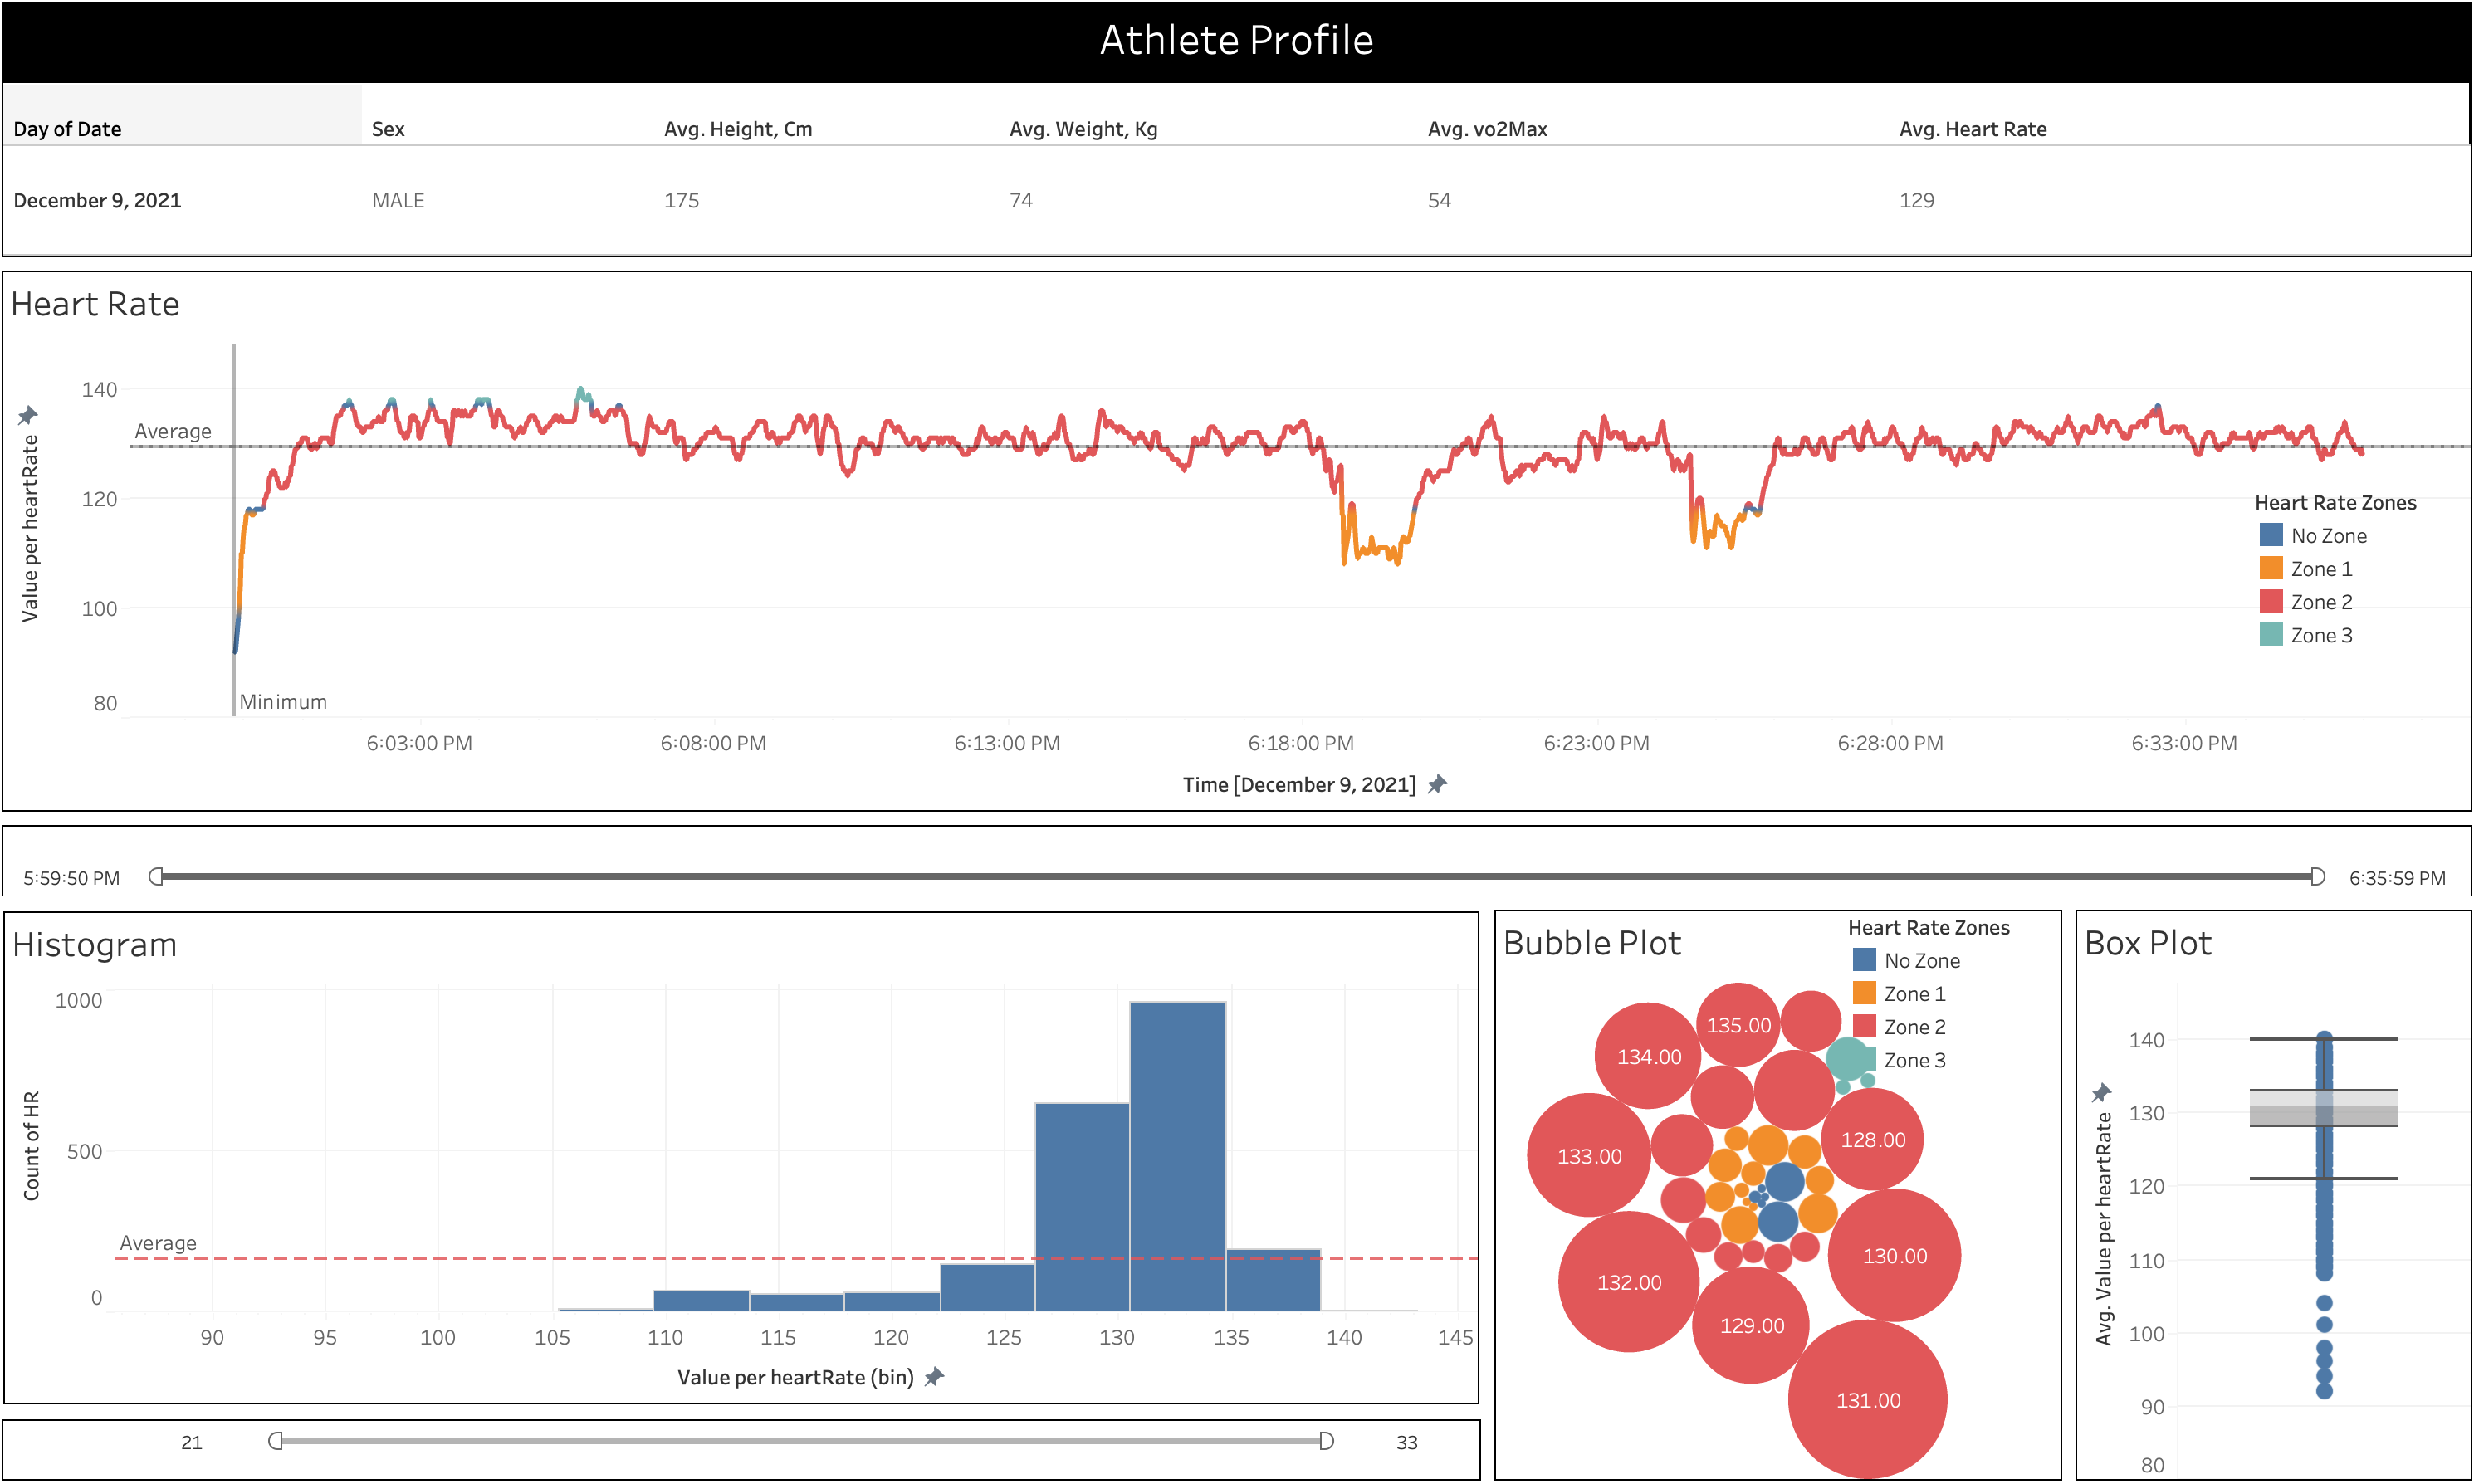 Athlete Profile
Day of Date Sex Avg. Height, Cm Avg. Weight, Kg Avg. vo2Max Avg. Heart Rate
December 9, 2021 MALE 175 74 54 129
Heart Rate
Value per heartRate
140
120
100
80
Average
Minimum
Heart Rate Zones
No Zone
Zone 1
Zone 2
Zone 3
6:03:00 PM 6:08:00 PM 6:13:00 PM 6:18:00 PM 6:23:00 PM 6:28:00 PM 6:33:00 PM
Time [December 9, 2021]
5:59:50 PM 6:35:59 PM
Histogram
Count of HR
1000
500
0
Average
90 95 100 105 110 115 120 125 130 135 140 145
Value per heartRate (bin)
21 33
Bubble Plot
Heart Rate Zones
No Zone
Zone 1
Zone 2
Zone 3
135.00
134.00
128.00
133.00
130.00
132.00
129.00
131.00
Box Plot
Avg. Value per heartRate
140
130
120
110
100
90
80